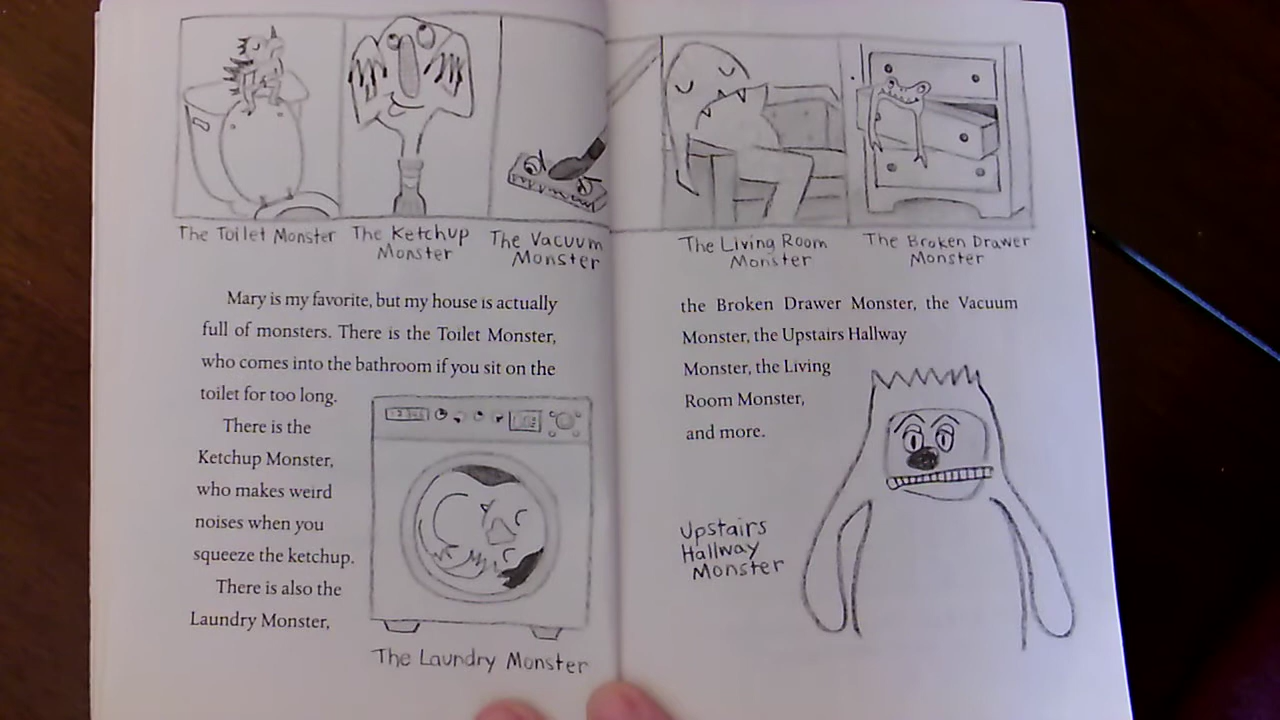 The Toilet Monster
The Ketchup
Monster
The Vacuum
Monster
Mary is my favorite, but my house is actually
full of monsters. There is the Toilet Monster,
who comes into the bathroom if you sit on the
toilet for too long.
There is the
Ketchup Monster,
who makes weird
noises when you
squeeze the ketchup.
There is also the
Laundry Monster,
The Laundry Monster
The Living Room
Monster
The Broken Drawer
Monster
the Broken Drawer Monster, the Vacuum
Monster, the Upstairs Hallway
Monster, the Living
Room Monster,
and more.
Upstairs
Hallway
Monster